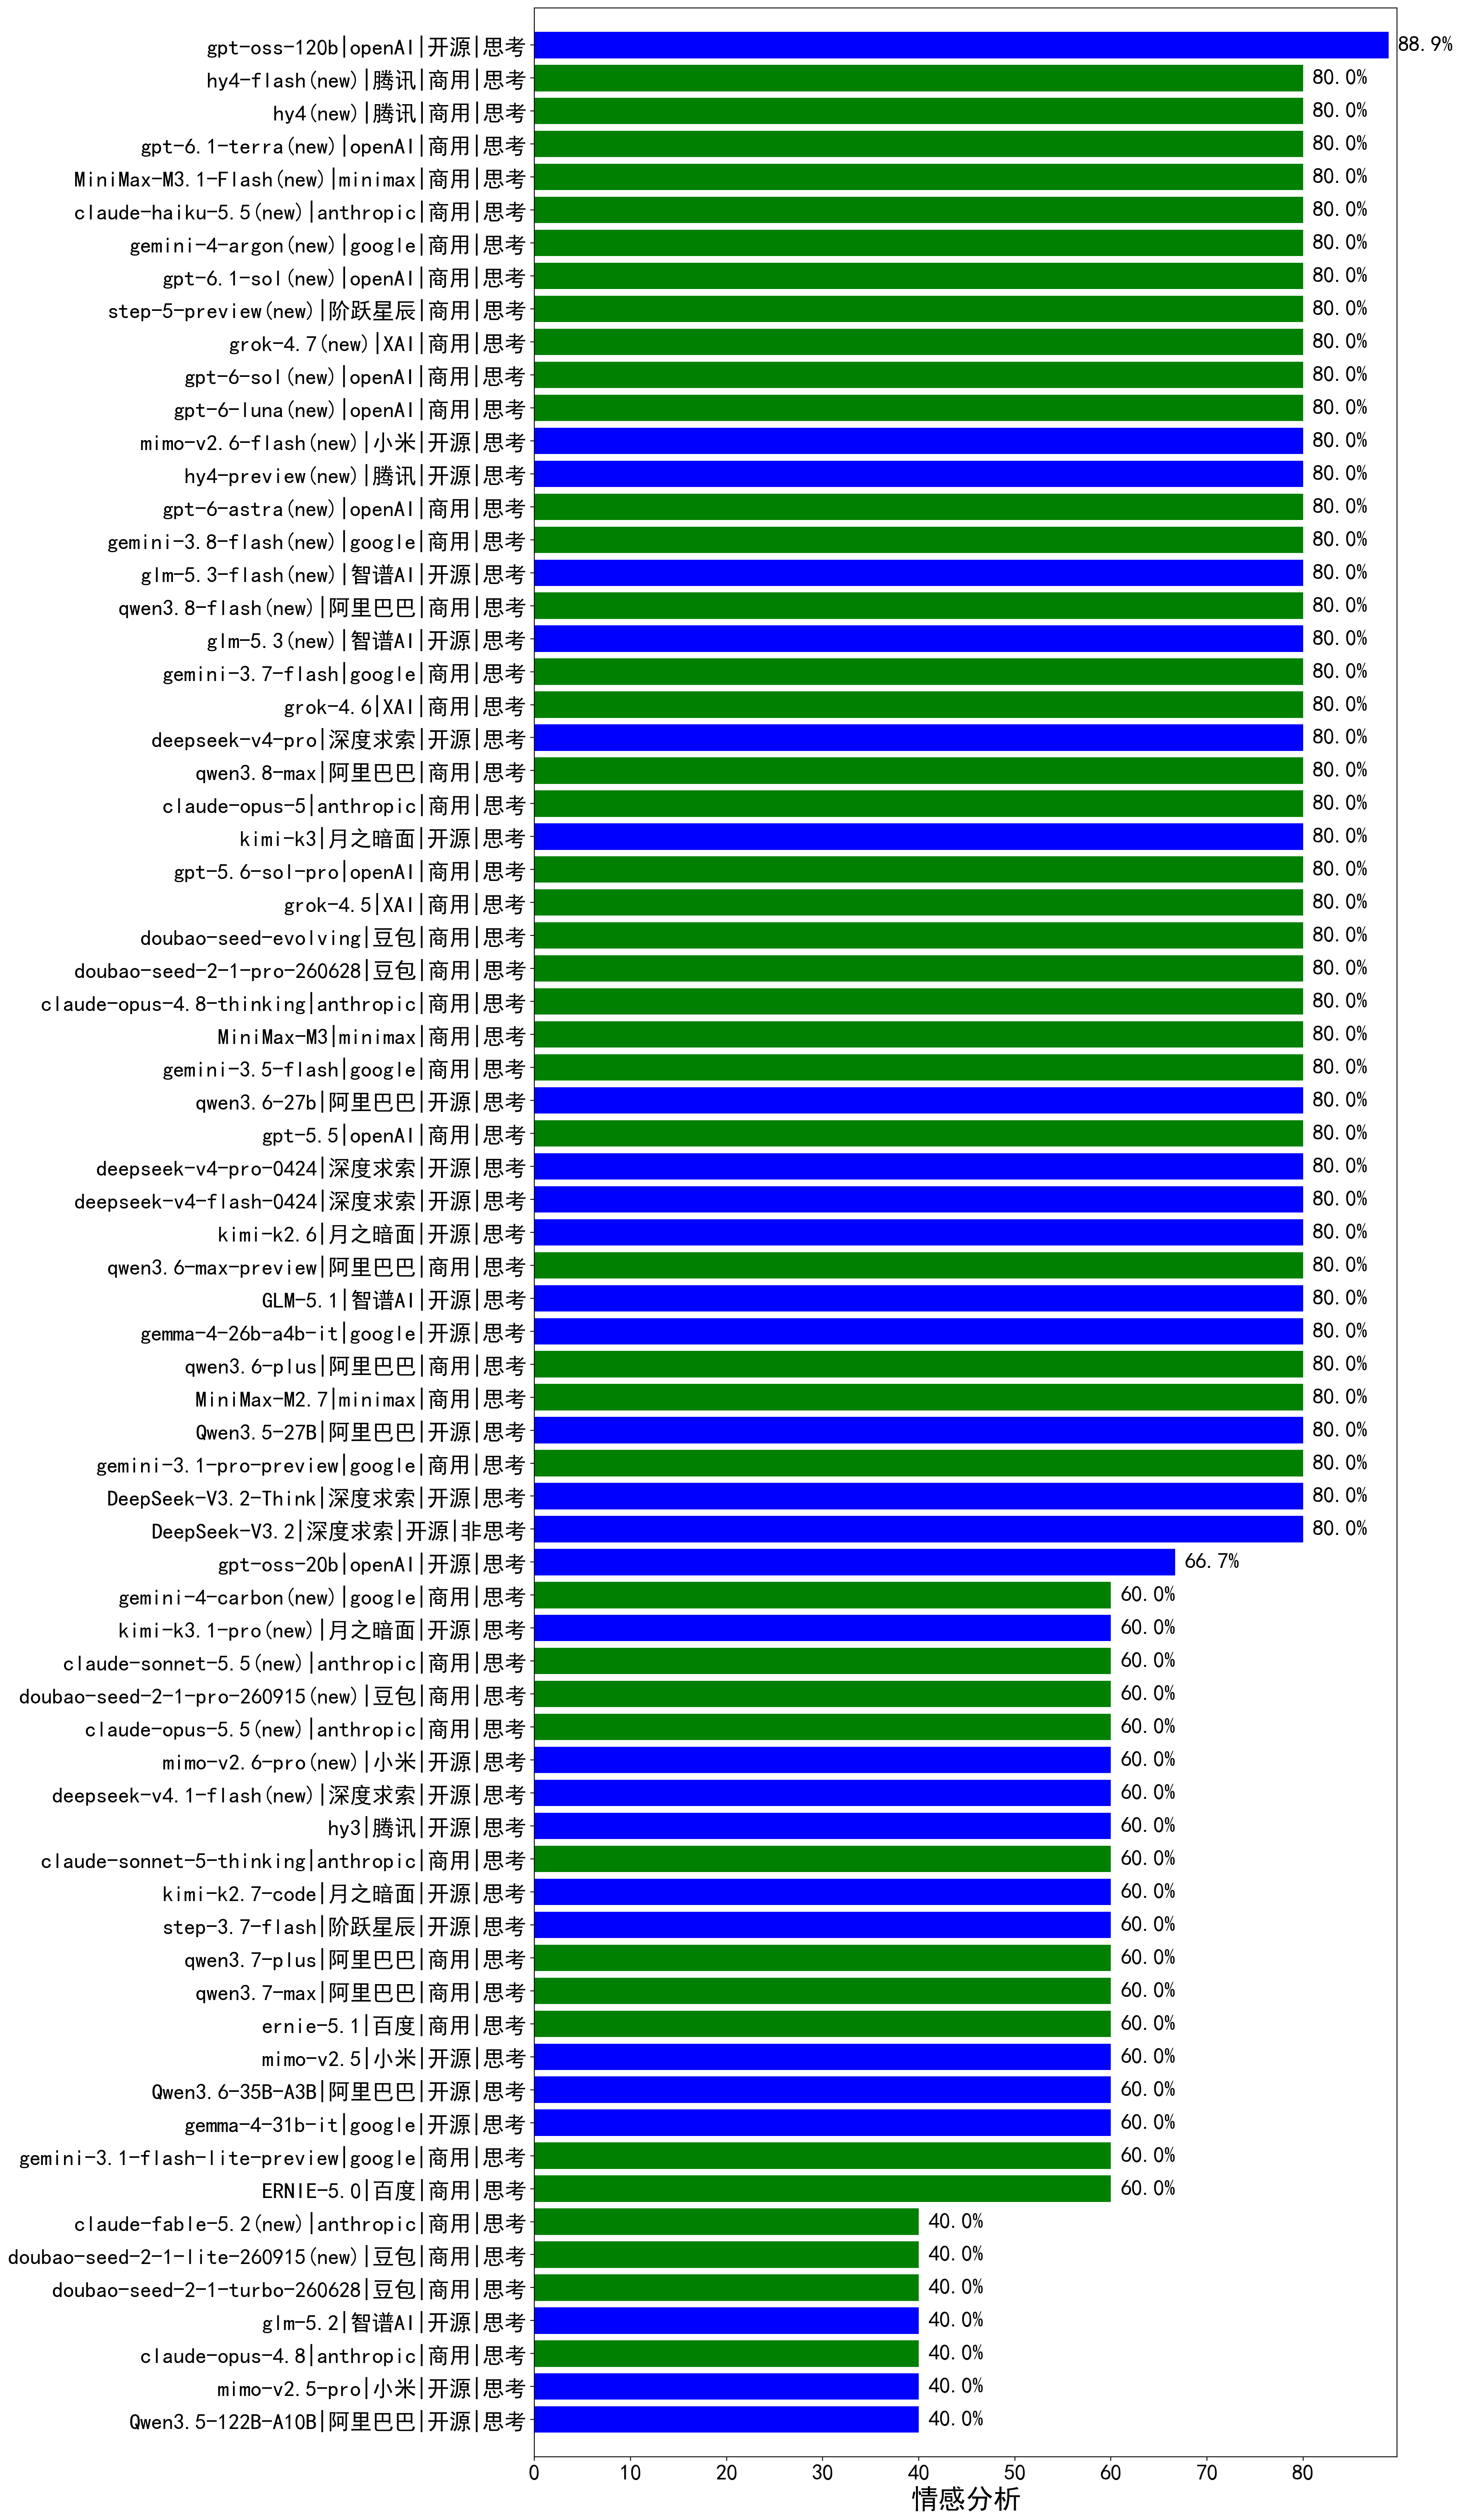 gpt-oss-120b|openAI|开源|思考 88.9%
hy4-flash(new)|腾讯|商用|思考 80.0%
hy4(new)|腾讯|商用|思考 80.0%
gpt-6.1-terra(new)|openAI|商用|思考 80.0%
MiniMax-M3.1-Flash(new)|minimax|商用|思考 80.0%
claude-haiku-5.5(new)|anthropic|商用|思考 80.0%
gemini-4-argon(new)|google|商用|思考 80.0%
gpt-6.1-sol(new)|openAI|商用|思考 80.0%
step-5-preview(new)|阶跃星辰|商用|思考 80.0%
grok-4.7(new)|XAI|商用|思考 80.0%
gpt-6-sol(new)|openAI|商用|思考 80.0%
gpt-6-luna(new)|openAI|商用|思考 80.0%
mimo-v2.6-flash(new)|小米|开源|思考 80.0%
hy4-preview(new)|腾讯|开源|思考 80.0%
gpt-6-astra(new)|openAI|商用|思考 80.0%
gemini-3.8-flash(new)|google|商用|思考 80.0%
glm-5.3-flash(new)|智谱AI|开源|思考 80.0%
qwen3.8-flash(new)|阿里巴巴|商用|思考 80.0%
glm-5.3(new)|智谱AI|开源|思考 80.0%
gemini-3.7-flash|google|商用|思考 80.0%
grok-4.6|XAI|商用|思考 80.0%
deepseek-v4-pro|深度求索|开源|思考 80.0%
qwen3.8-max|阿里巴巴|商用|思考 80.0%
claude-opus-5|anthropic|商用|思考 80.0%
kimi-k3|月之暗面|开源|思考 80.0%
gpt-5.6-sol-pro|openAI|商用|思考 80.0%
grok-4.5|XAI|商用|思考 80.0%
doubao-seed-evolving|豆包|商用|思考 80.0%
doubao-seed-2-1-pro-260628|豆包|商用|思考 80.0%
claude-opus-4.8-thinking|anthropic|商用|思考 80.0%
MiniMax-M3|minimax|商用|思考 80.0%
gemini-3.5-flash|google|商用|思考 80.0%
qwen3.6-27b|阿里巴巴|开源|思考 80.0%
gpt-5.5|openAI|商用|思考 80.0%
deepseek-v4-pro-0424|深度求索|开源|思考 80.0%
deepseek-v4-flash-0424|深度求索|开源|思考 80.0%
kimi-k2.6|月之暗面|开源|思考 80.0%
qwen3.6-max-preview|阿里巴巴|商用|思考 80.0%
GLM-5.1|智谱AI|开源|思考 80.0%
gemma-4-26b-a4b-it|google|开源|思考 80.0%
qwen3.6-plus|阿里巴巴|商用|思考 80.0%
MiniMax-M2.7|minimax|商用|思考 80.0%
Qwen3.5-27B|阿里巴巴|开源|思考 80.0%
gemini-3.1-pro-preview|google|商用|思考 80.0%
DeepSeek-V3.2-Think|深度求索|开源|思考 80.0%
DeepSeek-V3.2|深度求索|开源|非思考 80.0%
gpt-oss-20b|openAI|开源|思考 66.7%
gemini-4-carbon(new)|google|商用|思考 60.0%
kimi-k3.1-pro(new)|月之暗面|开源|思考 60.0%
claude-sonnet-5.5(new)|anthropic|商用|思考 60.0%
doubao-seed-2-1-pro-260915(new)|豆包|商用|思考 60.0%
claude-opus-5.5(new)|anthropic|商用|思考 60.0%
mimo-v2.6-pro(new)|小米|开源|思考 60.0%
deepseek-v4.1-flash(new)|深度求索|开源|思考 60.0%
hy3|腾讯|开源|思考 60.0%
claude-sonnet-5-thinking|anthropic|商用|思考 60.0%
kimi-k2.7-code|月之暗面|开源|思考 60.0%
step-3.7-flash|阶跃星辰|开源|思考 60.0%
qwen3.7-plus|阿里巴巴|商用|思考 60.0%
qwen3.7-max|阿里巴巴|商用|思考 60.0%
ernie-5.1|百度|商用|思考 60.0%
mimo-v2.5|小米|开源|思考 60.0%
Qwen3.6-35B-A3B|阿里巴巴|开源|思考 60.0%
gemma-4-31b-it|google|开源|思考 60.0%
gemini-3.1-flash-lite-preview|google|商用|思考 60.0%
ERNIE-5.0|百度|商用|思考 60.0%
claude-fable-5.2(new)|anthropic|商用|思考 40.0%
doubao-seed-2-1-lite-260915(new)|豆包|商用|思考 40.0%
doubao-seed-2-1-turbo-260628|豆包|商用|思考 40.0%
glm-5.2|智谱AI|开源|思考 40.0%
claude-opus-4.8|anthropic|商用|思考 40.0%
mimo-v2.5-pro|小米|开源|思考 40.0%
Qwen3.5-122B-A10B|阿里巴巴|开源|思考 40.0%
0 10 20 30 40 50 60 70 80
情感分析